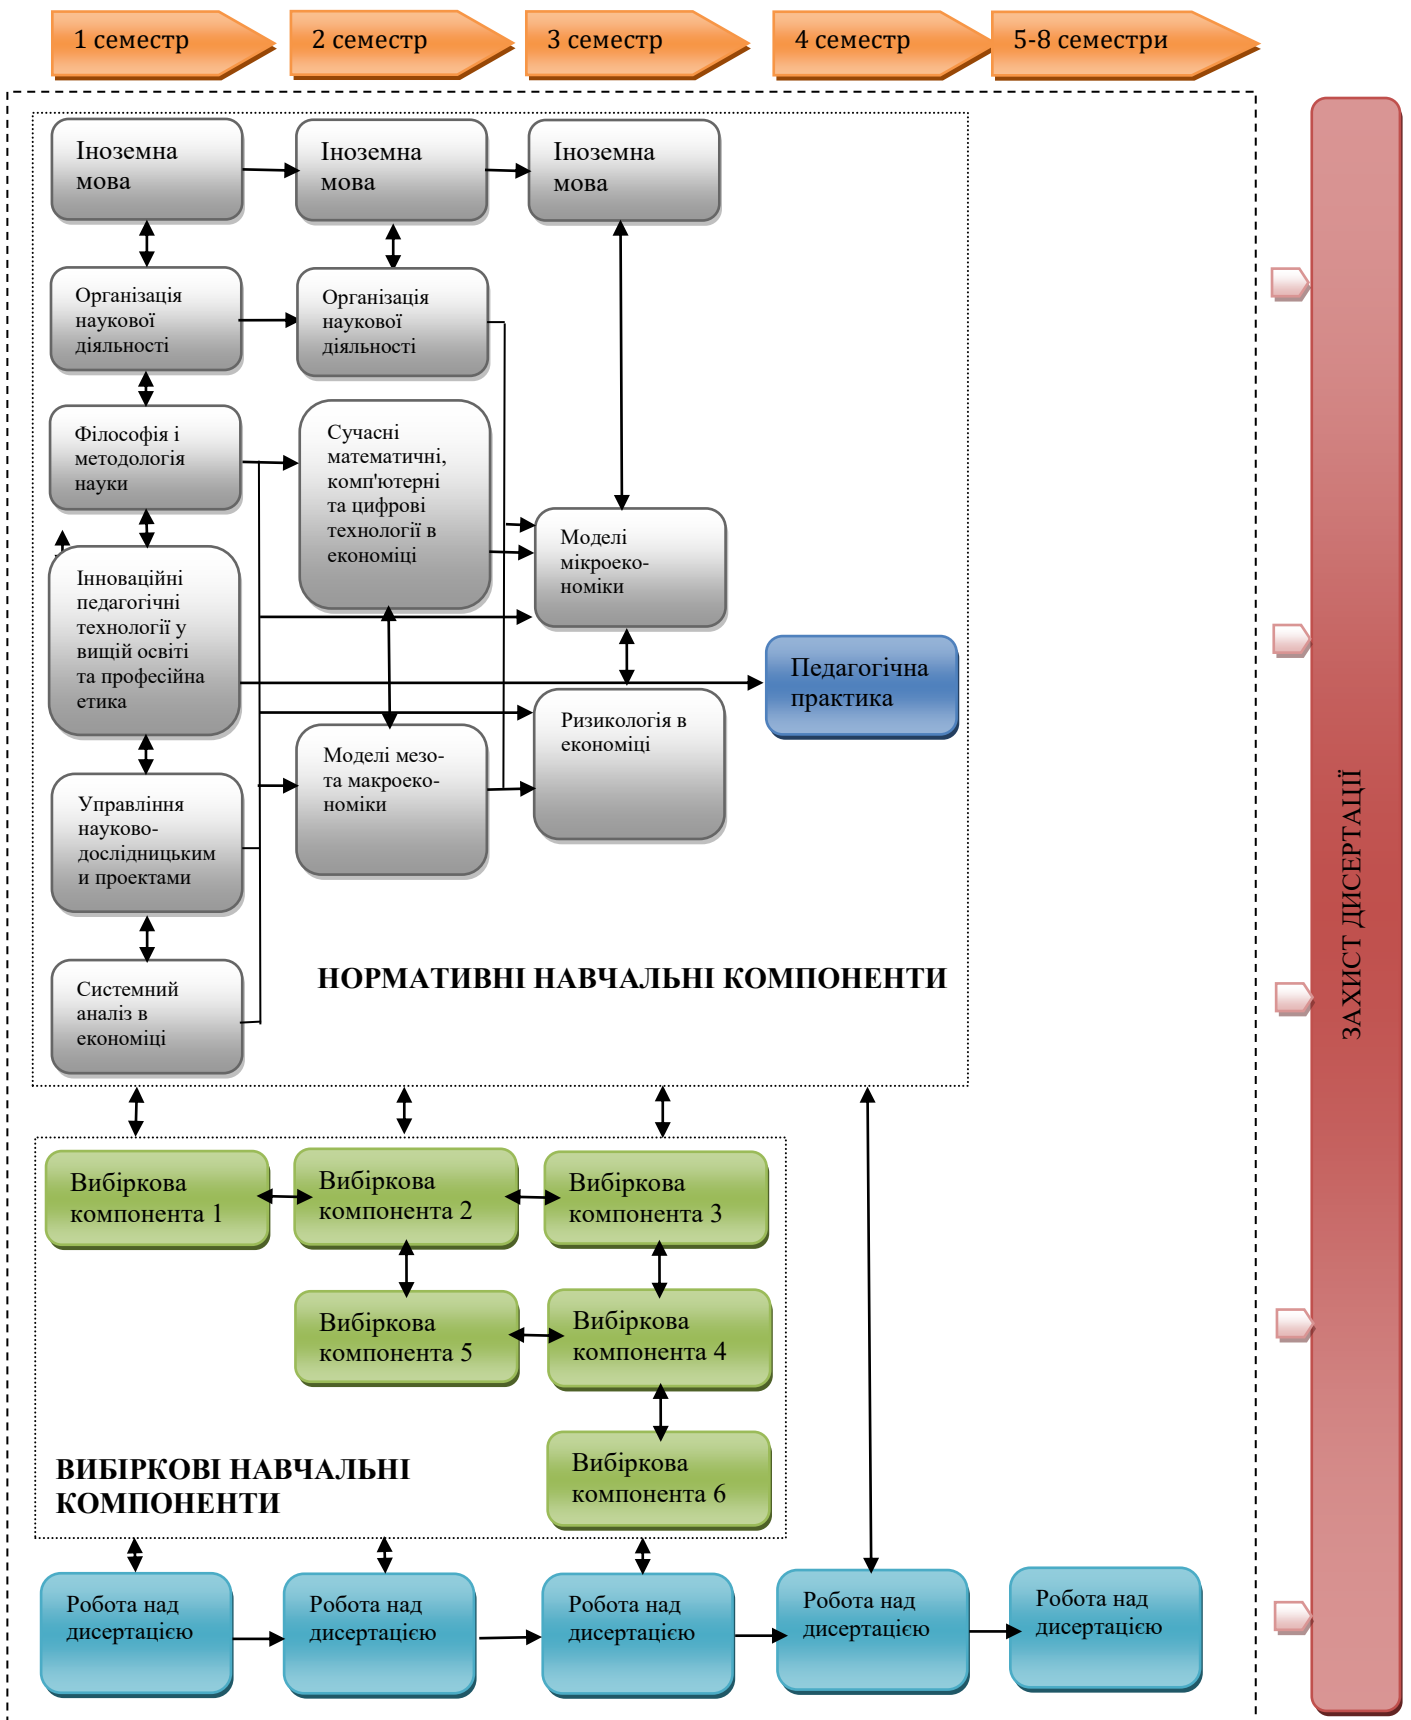 1 семестр
2 семестр
3 семестр
4 семестр
5-8 семестри
Іноземна
мова
Іноземна
мова
Іноземна
мова
Організація
наукової
діяльності
Організація
наукової
діяльності
Філософія і
методологія
науки
Сучасні
математичні,
комп'ютерні
та цифрові
технології в
економіці
Моделі
мікроеко-
номіки
Інноваційні
педагогічні
технології у
вищій освіті
та професійна
етика
Педагогічна
практика
Моделі мезо-
та макроеко-
номіки
Ризикологія в
економіці
Управління
науково-
дослідницьким
и проектами
Системний
аналіз в
економіці
НОРМАТИВНІ НАВЧАЛЬНІ КОМПОНЕНТИ
Вибіркова
компонента 1
Вибіркова
компонента 2
Вибіркова
компонента 3
Вибіркова
компонента 5
Вибіркова
компонента 4
Вибіркова
компонента 6
ВИБІРКОВІ НАВЧАЛЬНІ
КОМПОНЕНТИ
Робота над
дисертацією
Робота над
дисертацією
Робота над
дисертацією
Робота над
дисертацією
Робота над
дисертацією
ЗАХИСТ ДИСЕРТАЦІЇ